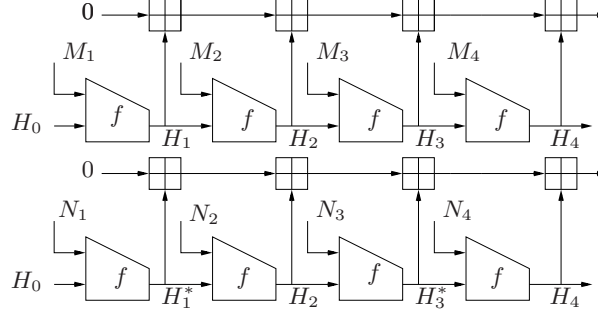 0
M₁ M₂ M₃ M₄
H₀ f f f f
H₁ H₂ H₃ H₄
0
N₁ N₂ N₃ N₄
H₀ f f f f
H₁* H₂ H₃* H₄